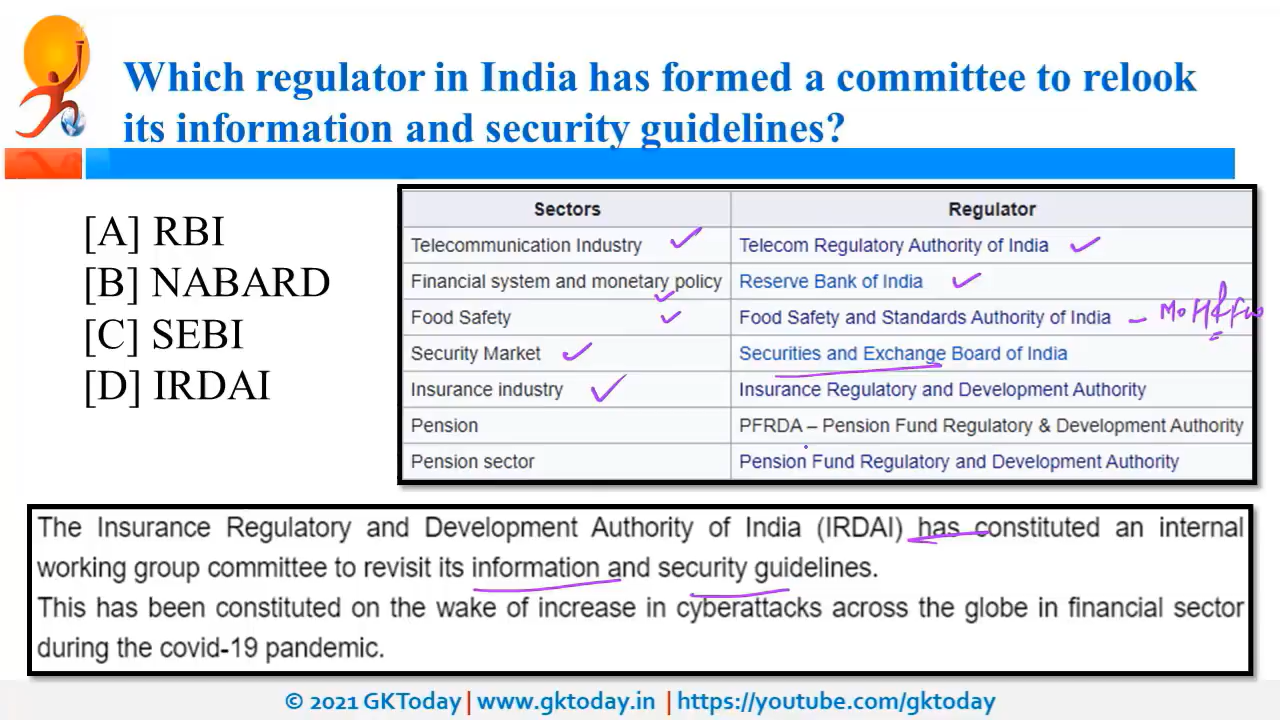 Which regulator in India has formed a committee to relook
its information and security guidelines?
[A] RBI
[B] NABARD
[C] SEBI
[D] IRDAI
Sectors Regulator
Telecommunication Industry Telecom Regulatory Authority of India
Financial system and monetary policy Reserve Bank of India
Food Safety Food Safety and Standards Authority of India – MoH&Fw
Security Market Securities and Exchange Board of India
Insurance industry Insurance Regulatory and Development Authority
Pension PFRDA – Pension Fund Regulatory & Development Authority
Pension sector Pension Fund Regulatory and Development Authority
The Insurance Regulatory and Development Authority of India (IRDAI) has constituted an internal
working group committee to revisit its information and security guidelines.
This has been constituted on the wake of increase in cyberattacks across the globe in financial sector
during the covid-19 pandemic.
© 2021 GKToday | www.gktoday.in | https://youtube.com/gktoday